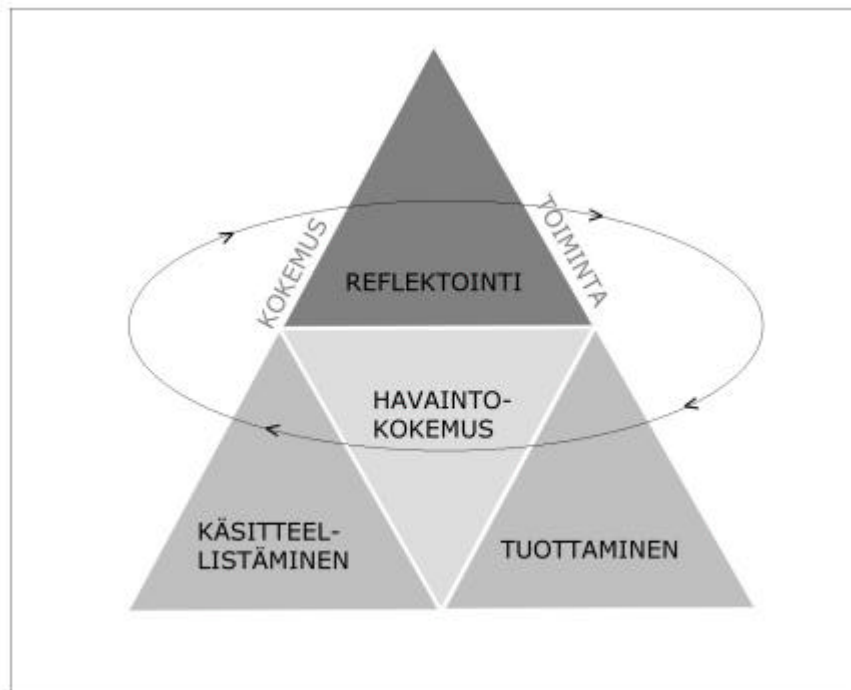 KOKEMUS
TOIMINTA
REFLEKTOINTI
HAVAINTO-
KOKEMUS
KÄSITTEEL-
LISTÄMINEN
TUOTTAMINEN